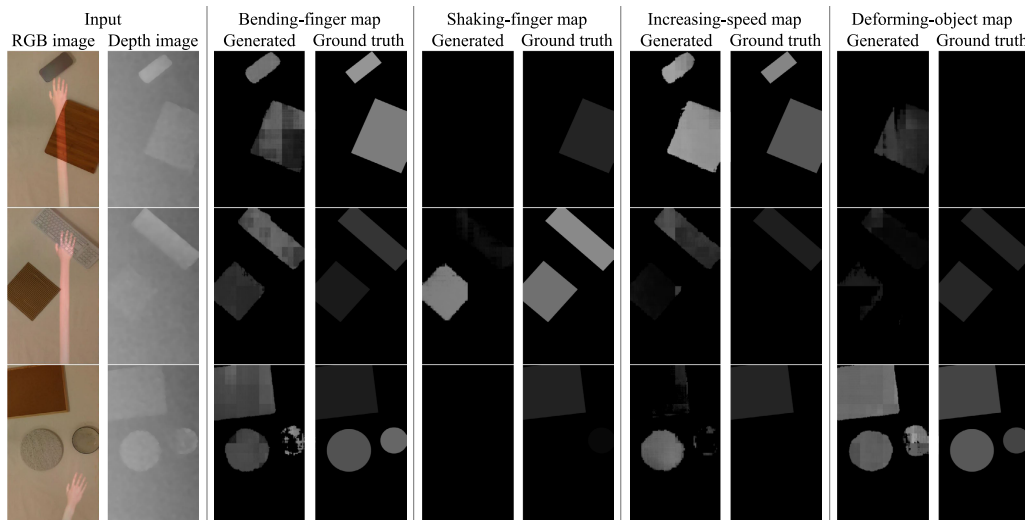 Input Bending-finger map Shaking-finger map Increasing-speed map Deforming-object map
RGB image Depth image Generated Ground truth Generated Ground truth Generated Ground truth Generated Ground truth